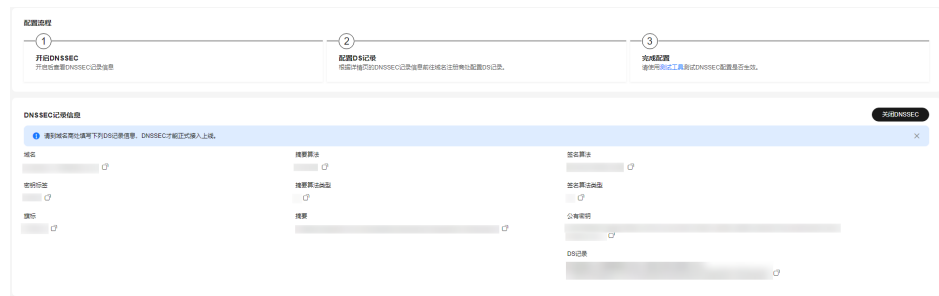 配置流程
1
2
3
开启DNSSEC
配置DS记录
完成配置
开启后查看DNSSEC记录信息
根据详情页的DNSSEC记录信息前往域名注册商处配置DS记录。
请使用测试工具测试DNSSEC配置是否生效。
DNSSEC记录信息
关闭DNSSEC
请到域名商处填写下列DS记录信息，DNSSEC才能正式接入上线。
域名
摘要算法
签名算法
密钥标签
摘要算法类型
签名算法类型
旗标
摘要
公有密钥
DS记录